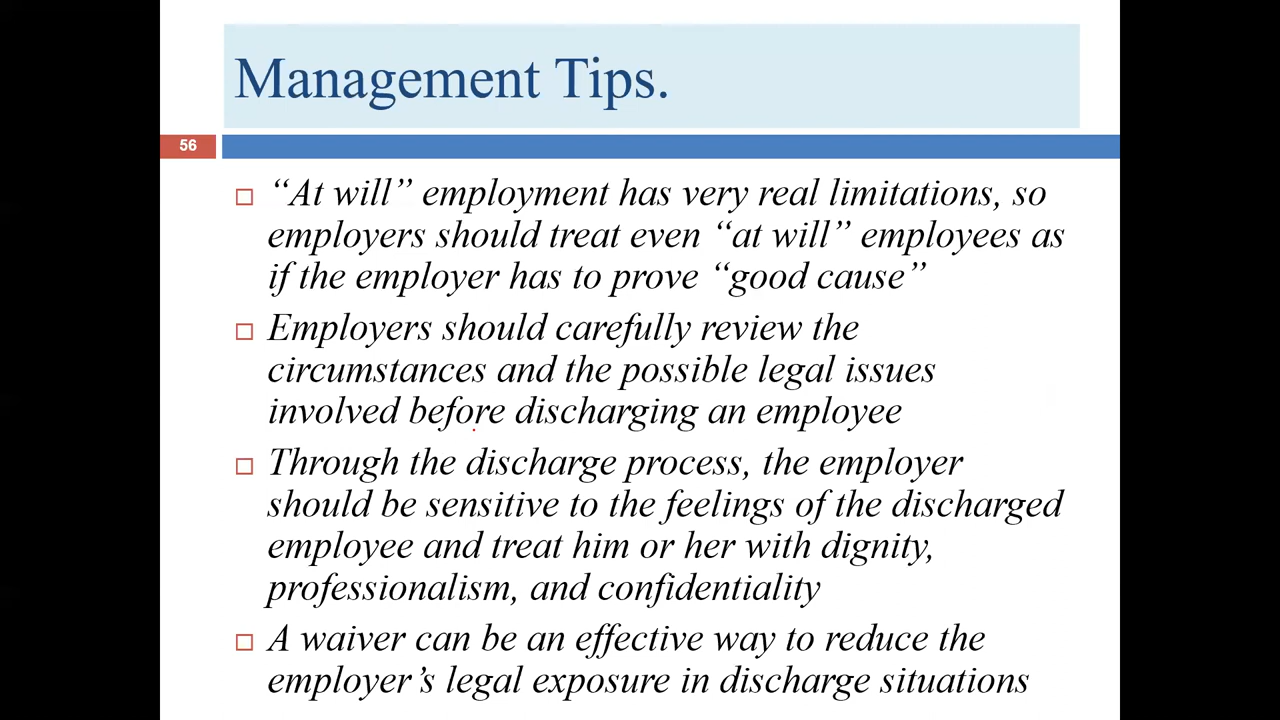 Management Tips.
56
“At will” employment has very real limitations, so
employers should treat even “at will” employees as
if the employer has to prove “good cause”
Employers should carefully review the
circumstances and the possible legal issues
involved before discharging an employee
Through the discharge process, the employer
should be sensitive to the feelings of the discharged
employee and treat him or her with dignity,
professionalism, and confidentiality
A waiver can be an effective way to reduce the
employer’s legal exposure in discharge situations